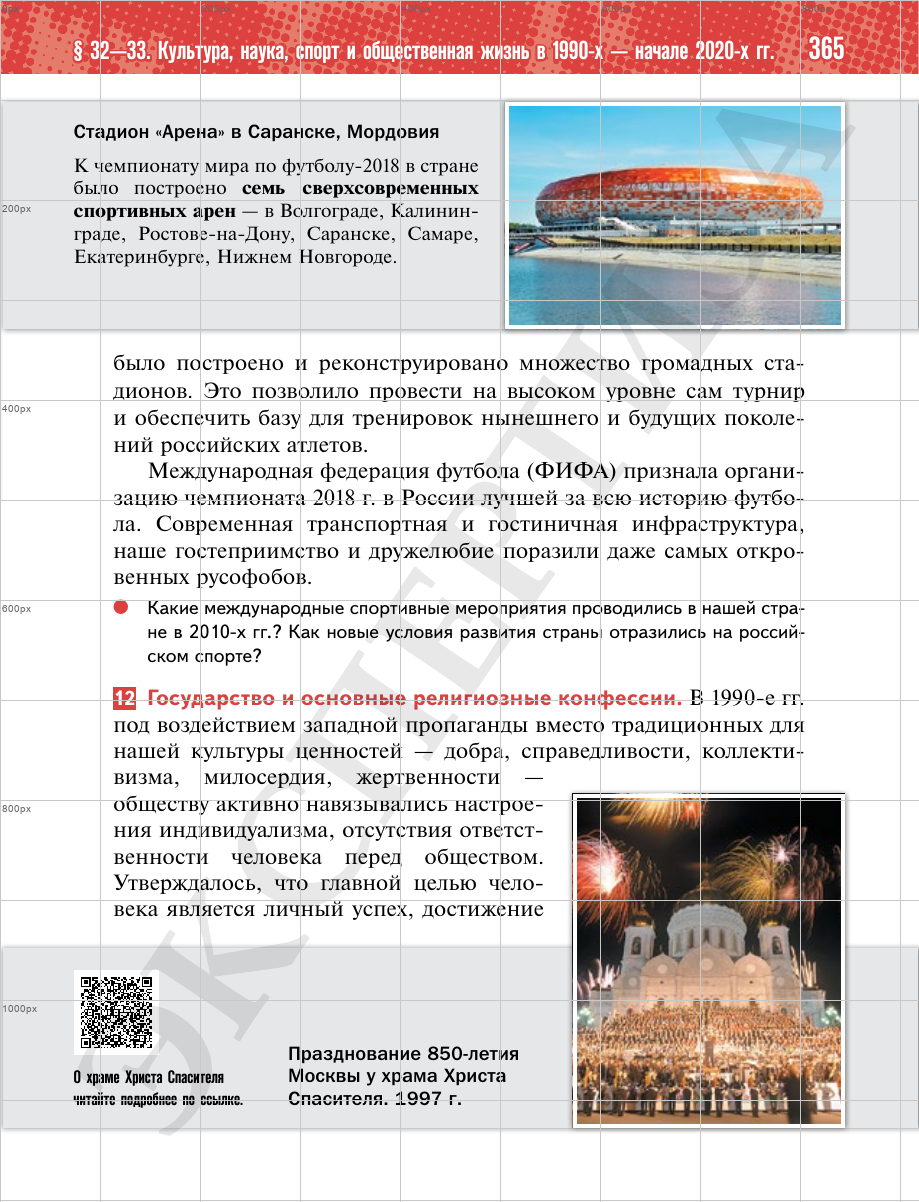 § 32—33. Культура, наука, спорт и общественная жизнь в 1990-х — начале 2020-х гг. 365
Стадион «Арена» в Саранске, Мордовия
К чемпионату мира по футболу-2018 в стране
было построено семь сверхсовременных
спортивных арен — в Волгограде, Калинин-
граде, Ростове-на-Дону, Саранске, Самаре,
Екатеринбурге, Нижнем Новгороде.
было построено и реконструировано множество громадных ста-
дионов. Это позволило провести на высоком уровне сам турнир
и обеспечить базу для тренировок нынешнего и будущих поколе-
ний российских атлетов.
Международная федерация футбола (ФИФА) признала органи-
зацию чемпионата 2018 г. в России лучшей за всю историю футбо-
ла. Современная транспортная и гостиничная инфраструктура,
наше гостеприимство и дружелюбие поразили даже самых откро-
венных русофобов.
Какие международные спортивные мероприятия проводились в нашей стра-
не в 2010-х гг.? Как новые условия развития страны отразились на россий-
ском спорте?
12 Государство и основные религиозные конфессии. В 1990-е гг.
под воздействием западной пропаганды вместо традиционных для
нашей культуры ценностей — добра, справедливости, коллекти-
визма, милосердия, жертвенности —
обществу активно навязывались настрое-
ния индивидуализма, отсутствия ответст-
венности человека перед обществом.
Утверждалось, что главной целью чело-
века является личный успех, достижение
О храме Христа Спасителя
читайте подробнее по ссылке.
Празднование 850-летия
Москвы у храма Христа
Спасителя. 1997 г.
ЭКСПЕРТИЗА
200px
400px
600px
800px
1000px